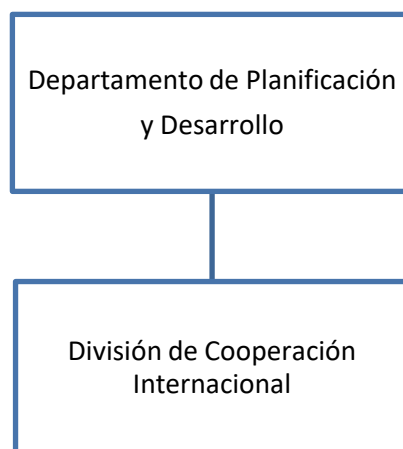 Departamento de Planificación
y Desarrollo
División de Cooperación
Internacional